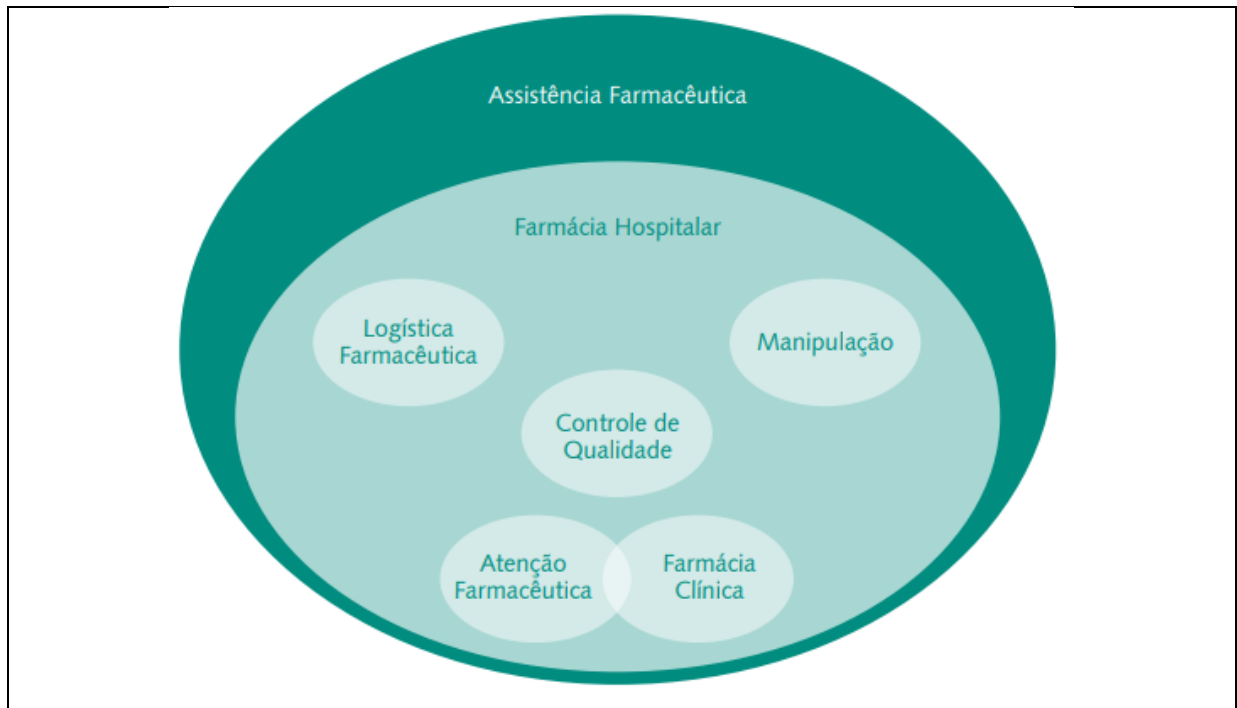 Assistência Farmacêutica
Farmácia Hospitalar
Logística
Farmacêutica
Manipulação
Controle de
Qualidade
Atenção
Farmacêutica
Farmácia
Clínica